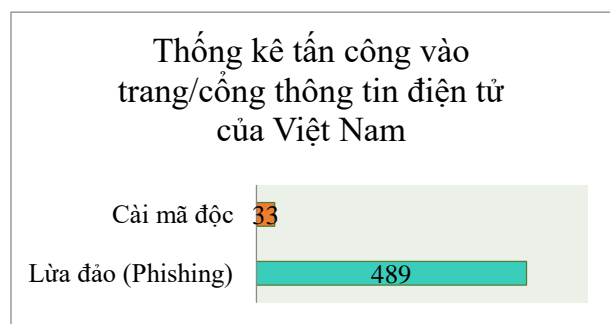 Thống kê tấn công vào
trang/cổng thông tin điện tử
của Việt Nam
Cài mã độc
33
Lừa đảo (Phishing)
489